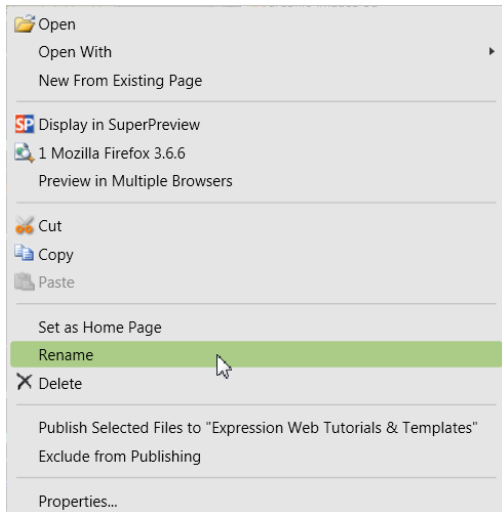 Open
Open With
New From Existing Page
SP Display in SuperPreview
1 Mozilla Firefox 3.6.6
Preview in Multiple Browsers
Cut
Copy
Paste
Set as Home Page
Rename
Delete
Publish Selected Files to "Expression Web Tutorials & Templates"
Exclude from Publishing
Properties...